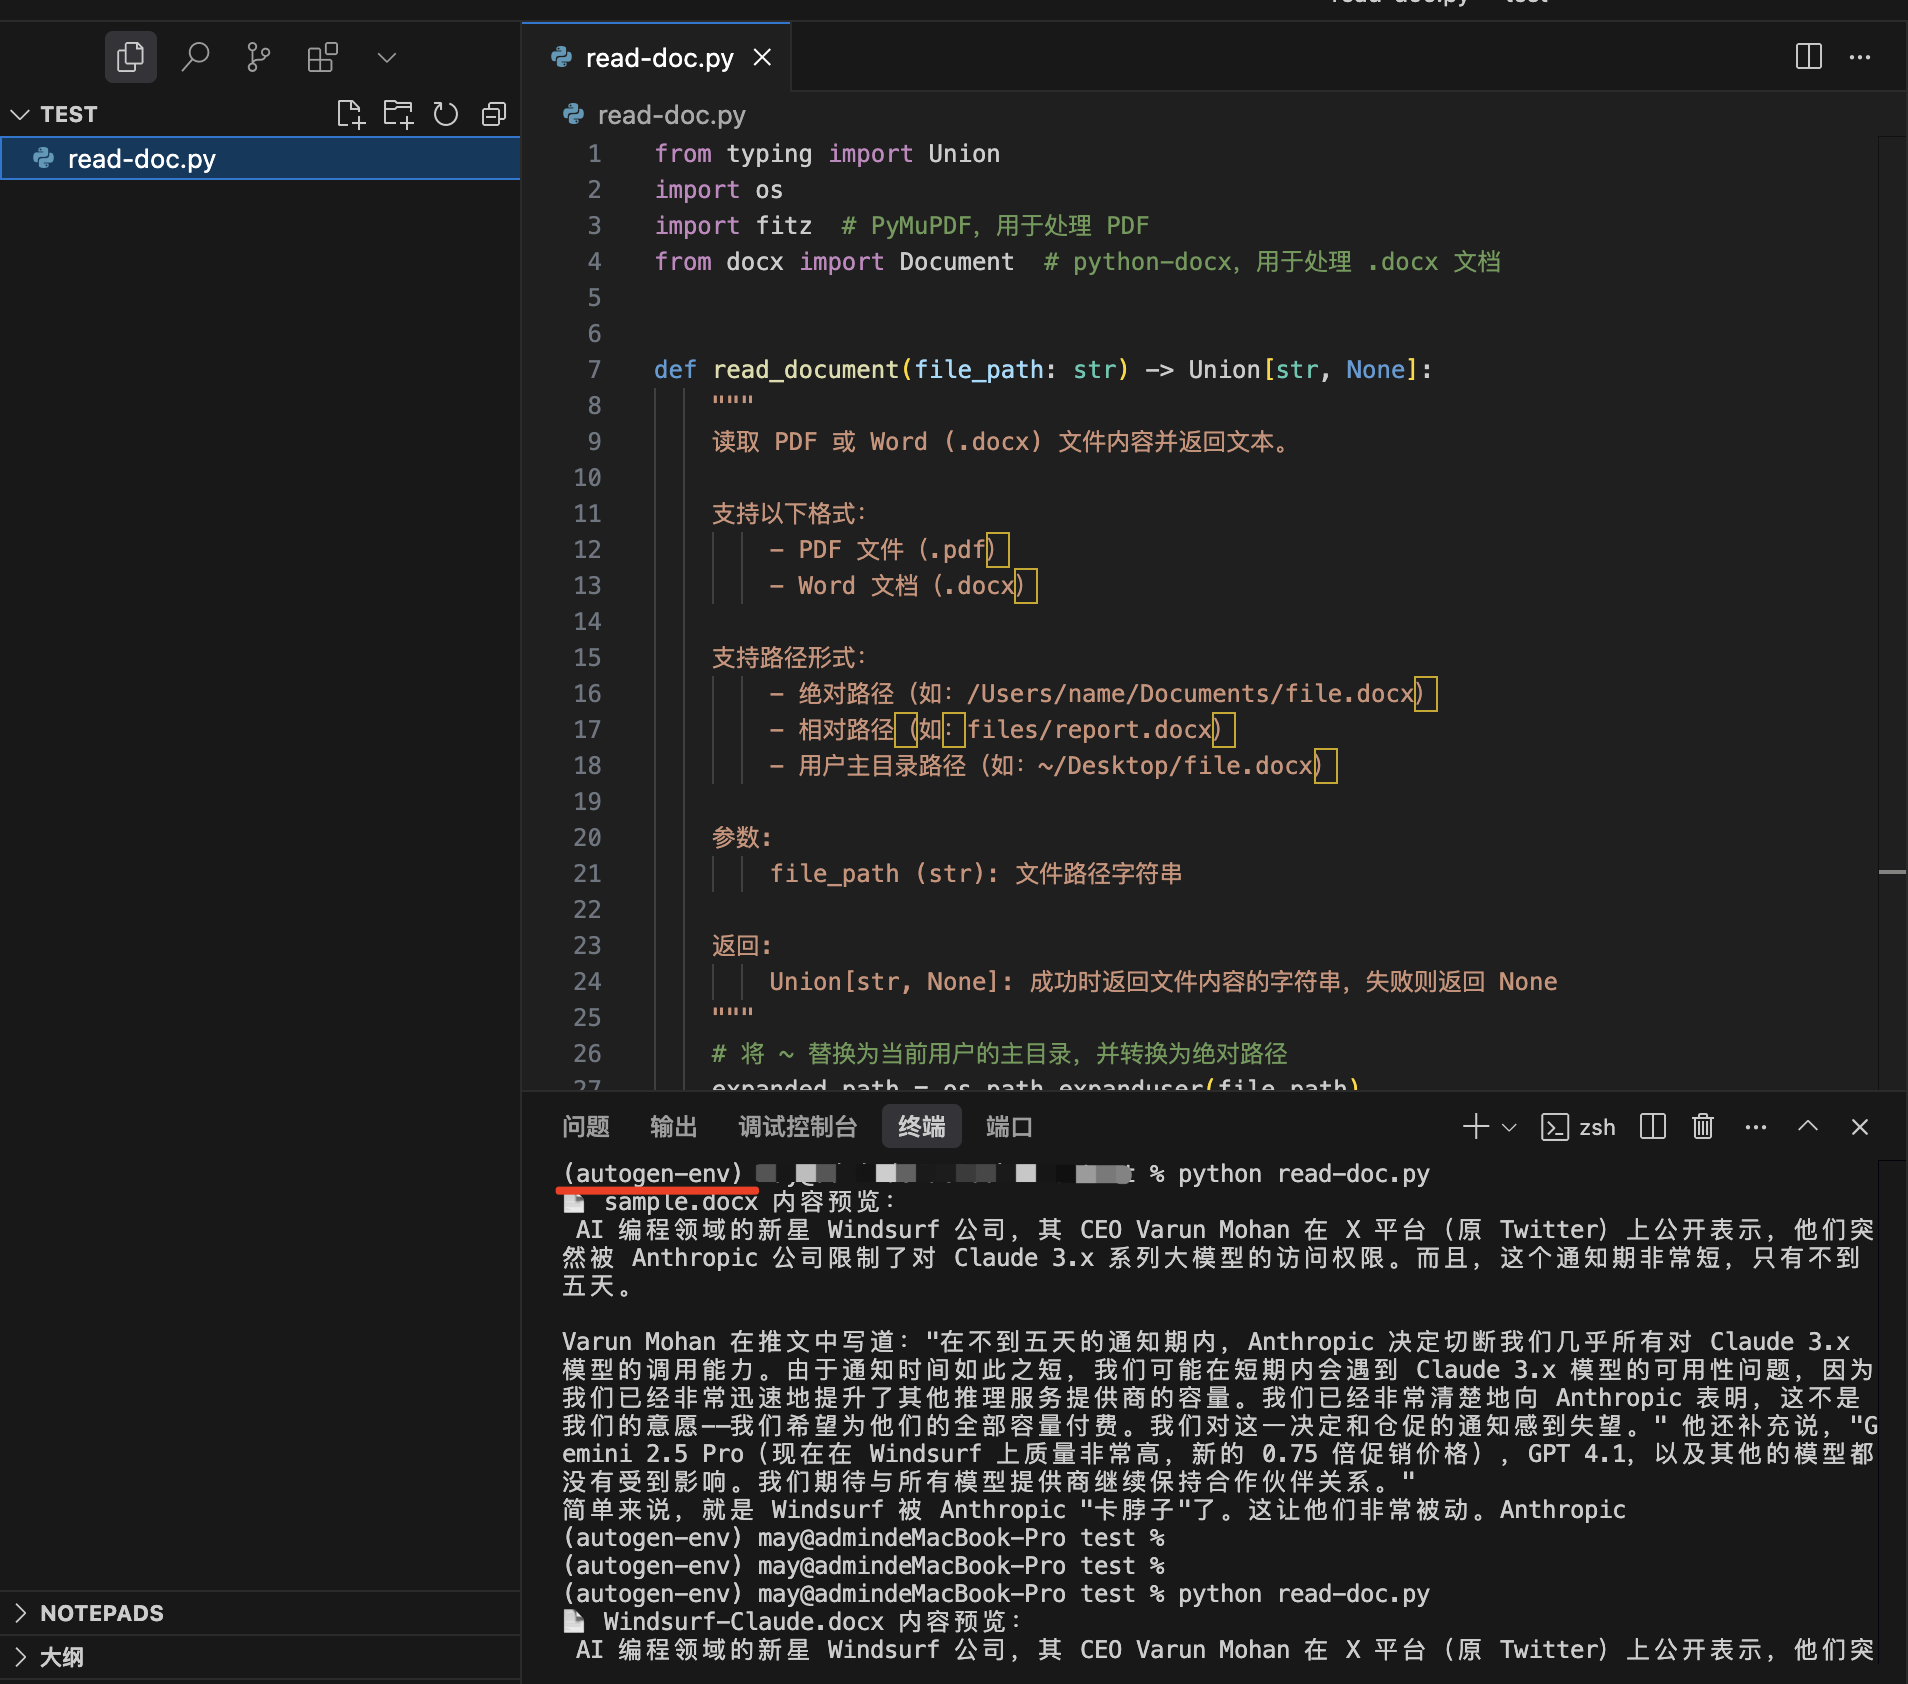 read-doc.py
TEST
read-doc.py
read-doc.py
1 from typing import Union
2 import os
3 import fitz  # PyMuPDF，用于处理 PDF
4 from docx import Document  # python-docx，用于处理 .docx 文档
5
6
7 def read_document(file_path: str) -> Union[str, None]:
8 """
9 读取 PDF 或 Word (.docx) 文件内容并返回文本。
10
11 支持以下格式：
12 - PDF 文件（.pdf）
13 - Word 文档（.docx）
14
15 支持路径形式：
16 - 绝对路径（如：/Users/name/Documents/file.docx）
17 - 相对路径（如：files/report.docx）
18 - 用户主目录路径（如：~/Desktop/file.docx）
19
20 参数:
21 file_path (str): 文件路径字符串
22
23 返回:
24 Union[str, None]: 成功时返回文件内容的字符串，失败则返回 None
25 """
26 # 将 ~ 替换为当前用户的主目录，并转换为绝对路径
27 expanded_path = os.path.expanduser(file_path)
问题 输出 调试控制台 终端 端口 zsh
(autogen-env) % python read-doc.py
sample.docx 内容预览：
AI 编程领域的新星 Windsurf 公司，其 CEO Varun Mohan 在 X 平台（原 Twitter）上公开表示，他们突
然被 Anthropic 公司限制了对 Claude 3.x 系列大模型的访问权限。而且，这个通知期非常短，只有不到
五天。
Varun Mohan 在推文中写道："在不到五天的通知期内，Anthropic 决定切断我们几乎所有对 Claude 3.x
模型的调用能力。由于通知时间如此之短，我们可能在短期内会遇到 Claude 3.x 模型的可用性问题，因为
我们已经非常迅速地提升了其他推理服务提供商的容量。我们已经非常清楚地向 Anthropic 表明，这不是
我们的意愿——我们希望为他们的全部容量付费。我们对这一决定和仓促的通知感到失望。" 他还补充说，"G
emini 2.5 Pro（现在在 Windsurf 上质量非常高，新的 0.75 倍促销价格），GPT 4.1，以及其他的模型都
没有受到影响。我们期待与所有模型提供商继续保持合作伙伴关系。"
简单来说，就是 Windsurf 被 Anthropic "卡脖子"了。这让他们非常被动。Anthropic
(autogen-env) may@admindeMacBook-Pro test %
(autogen-env) may@admindeMacBook-Pro test %
(autogen-env) may@admindeMacBook-Pro test % python read-doc.py
Windsurf-Claude.docx 内容预览：
AI 编程领域的新星 Windsurf 公司，其 CEO Varun Mohan 在 X 平台（原 Twitter）上公开表示，他们突
NOTEPADS
大纲